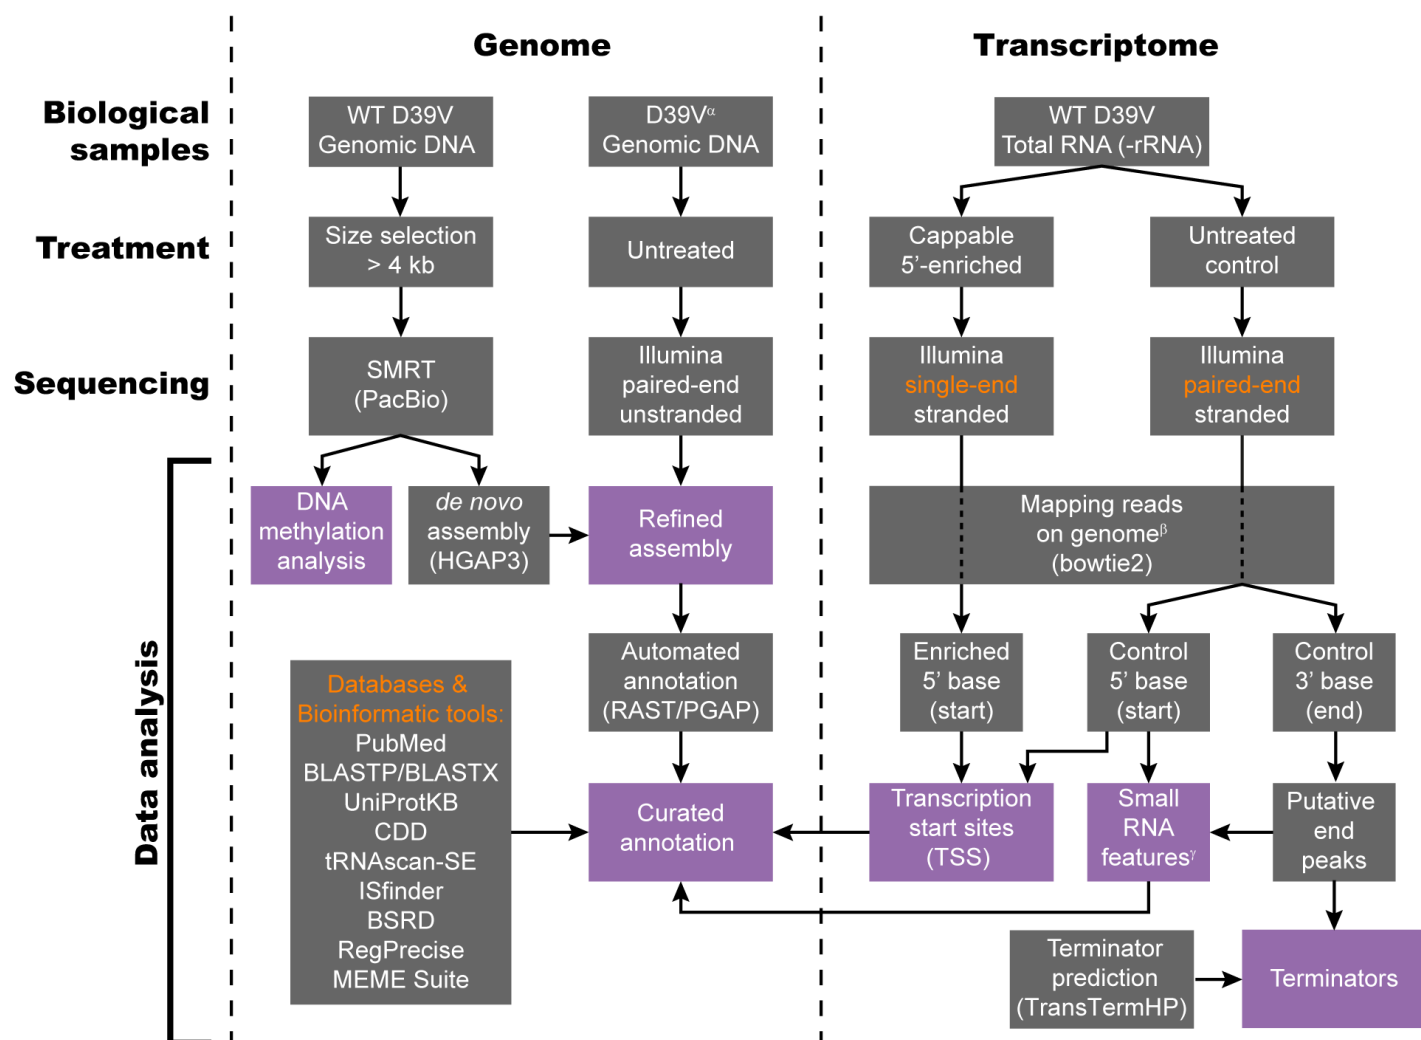 Genome
Transcriptome
Biological
samples
WT D39V
Genomic DNA
D39Vᵅ
Genomic DNA
WT D39V
Total RNA (-rRNA)
Treatment
Size selection
> 4 kb
Untreated
Cappable
5’-enriched
Untreated
control
Sequencing
SMRT
(PacBio)
Illumina
paired-end
unstranded
Illumina
single-end
stranded
Illumina
paired-end
stranded
Data analysis
DNA
methylation
analysis
de novo
assembly
(HGAP3)
Refined
assembly
Mapping reads
on genomeᵝ
(bowtie2)
Automated
annotation
(RAST/PGAP)
Enriched
5’ base
(start)
Control
5’ base
(start)
Control
3’ base
(end)
Databases &
Bioinformatic tools:
PubMed
BLASTP/BLASTX
UniProtKB
CDD
tRNAscan-SE
ISfinder
BSRD
RegPrecise
MEME Suite
Curated
annotation
Transcription
start sites
(TSS)
Small
RNA
featuresᵞ
Putative
end
peaks
Terminator
prediction
(TransTermHP)
Terminators